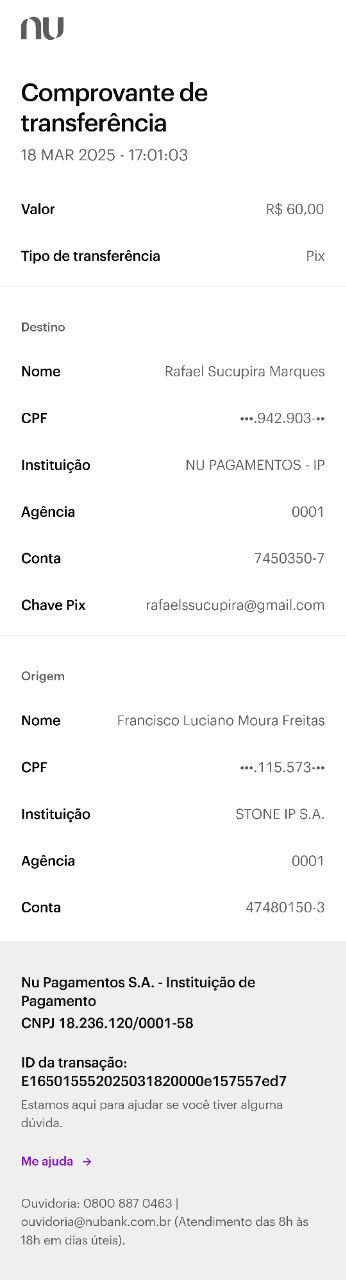 nu
Comprovante de
transferência
18 MAR 2025 - 17:01:03
Valor R$ 60,00
Tipo de transferência Pix
Destino
Nome Rafael Sucupira Marques
CPF •••.942.903-••
Instituição NU PAGAMENTOS - IP
Agência 0001
Conta 7450350-7
Chave Pix rafaelssucupira@gmail.com
Origem
Nome Francisco Luciano Moura Freitas
CPF •••.115.573-••
Instituição STONE IP S.A.
Agência 0001
Conta 47480150-3
Nu Pagamentos S.A. - Instituição de
Pagamento
CNPJ 18.236.120/0001-58
ID da transação:
E16501555202503182000​0e157557ed7
Estamos aqui para ajudar se você tiver alguma
dúvida.
Me ajuda →
Ouvidoria: 0800 887 0463 |
ouvidoria@nubank.com.br (Atendimento das 8h às
18h em dias úteis).